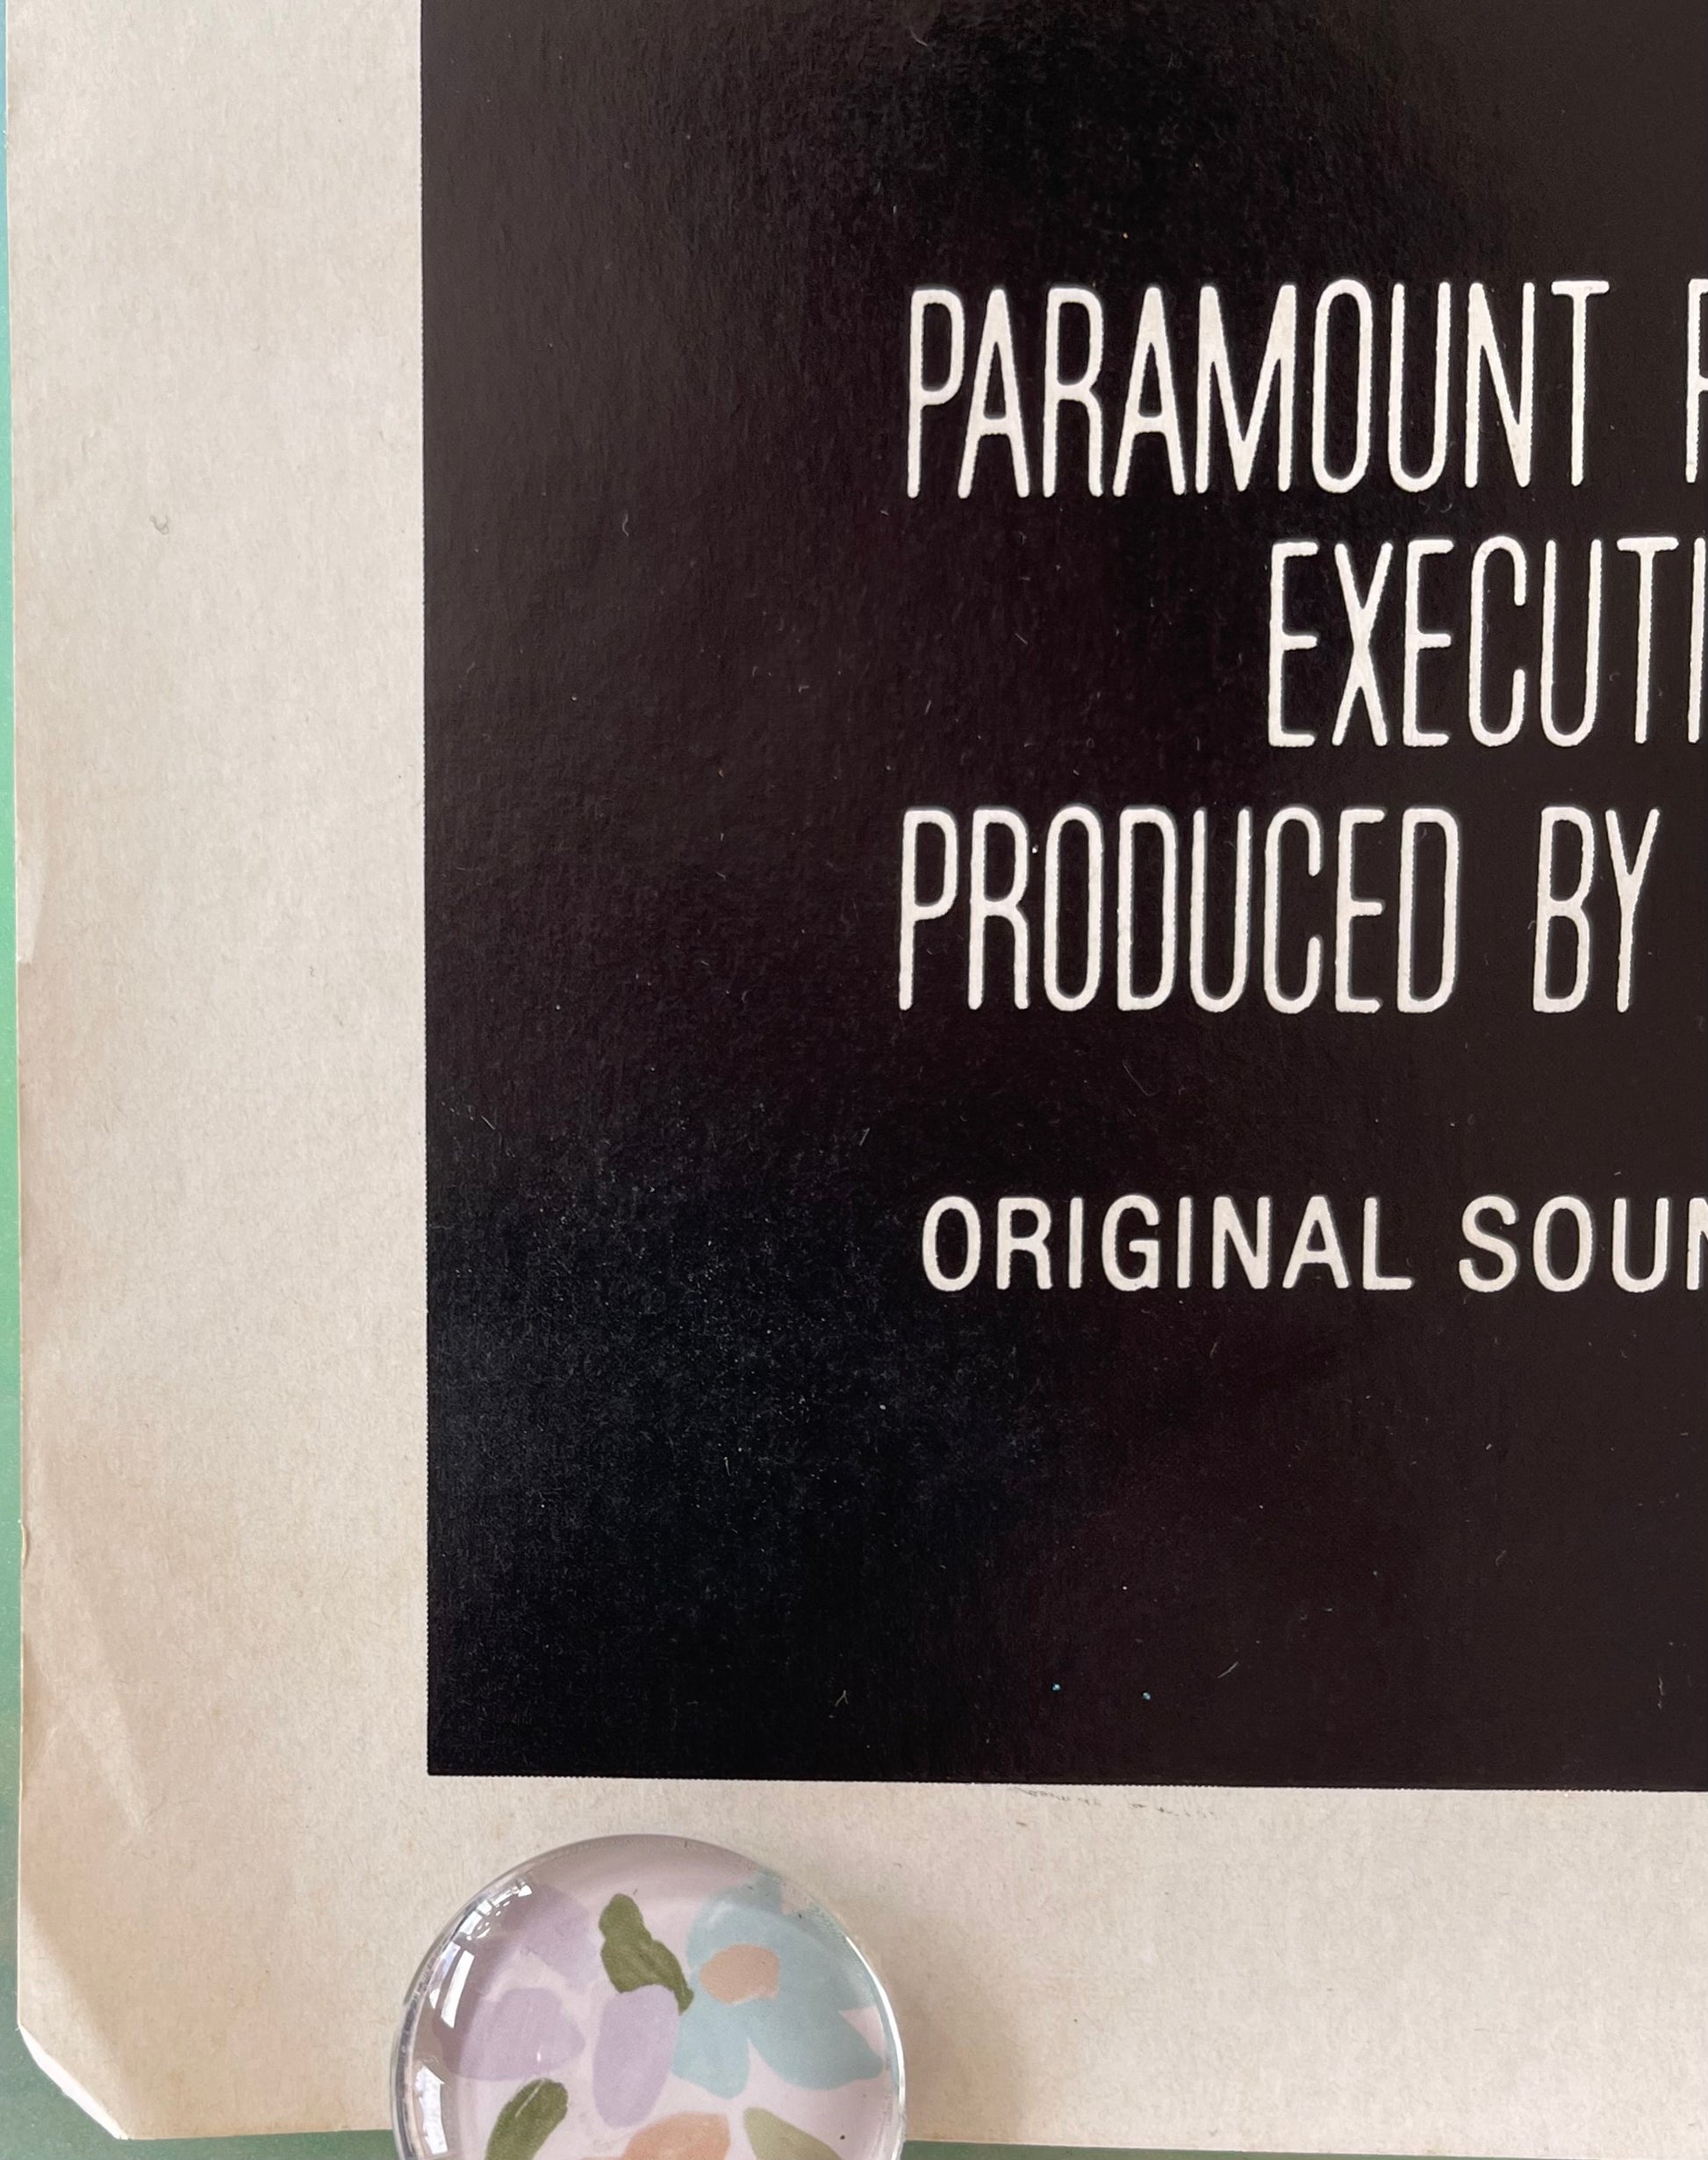 PARAMOUNT
EXECUTI
PRODUCED BY
ORIGINAL SOUN